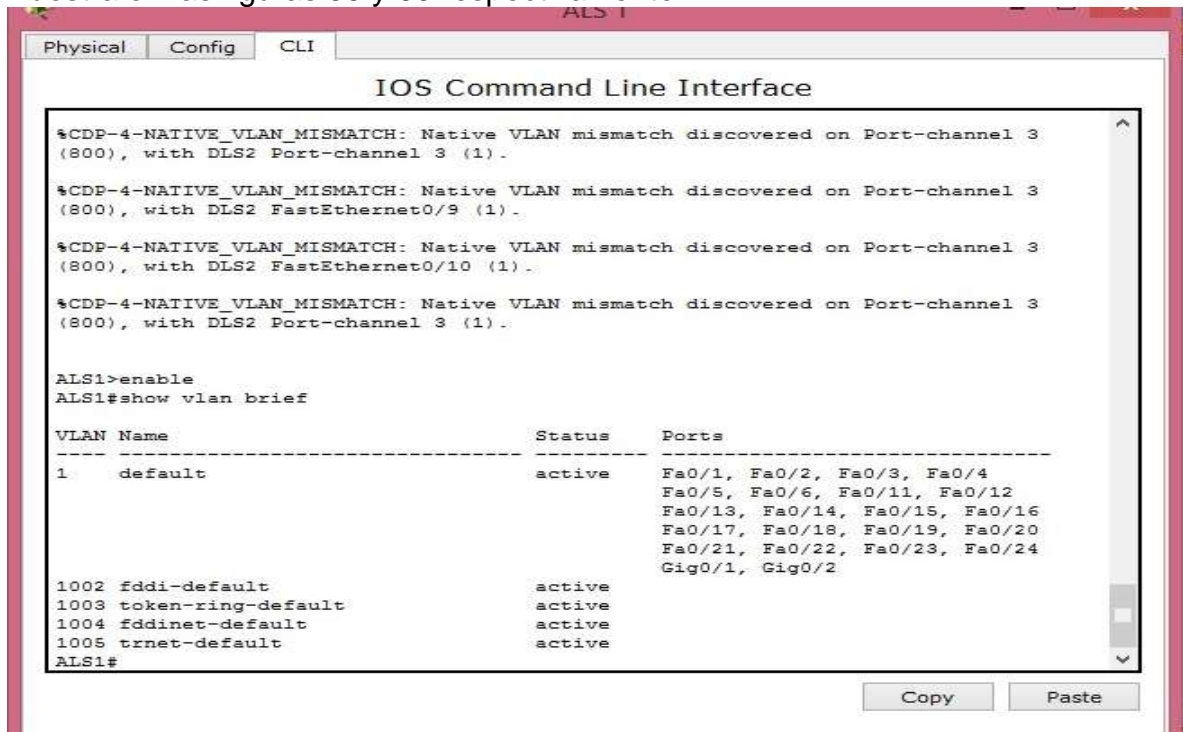 ALS 1
Physical Config CLI
IOS Command Line Interface
%CDP-4-NATIVE_VLAN_MISMATCH: Native VLAN mismatch discovered on Port-channel 3
(800), with DLS2 Port-channel 3 (1).
%CDP-4-NATIVE_VLAN_MISMATCH: Native VLAN mismatch discovered on Port-channel 3
(800), with DLS2 FastEthernet0/9 (1).
%CDP-4-NATIVE_VLAN_MISMATCH: Native VLAN mismatch discovered on Port-channel 3
(800), with DLS2 FastEthernet0/10 (1).
%CDP-4-NATIVE_VLAN_MISMATCH: Native VLAN mismatch discovered on Port-channel 3
(800), with DLS2 Port-channel 3 (1).
ALS1>enable
ALS1#show vlan brief
VLAN Name Status Ports
---- -------------------------------- --------- -------------------------------
1 default active Fa0/1, Fa0/2, Fa0/3, Fa0/4
Fa0/5, Fa0/6, Fa0/11, Fa0/12
Fa0/13, Fa0/14, Fa0/15, Fa0/16
Fa0/17, Fa0/18, Fa0/19, Fa0/20
Fa0/21, Fa0/22, Fa0/23, Fa0/24
Gig0/1, Gig0/2
1002 fddi-default active
1003 token-ring-default active
1004 fddinet-default active
1005 trnet-default active
ALS1#
Copy Paste